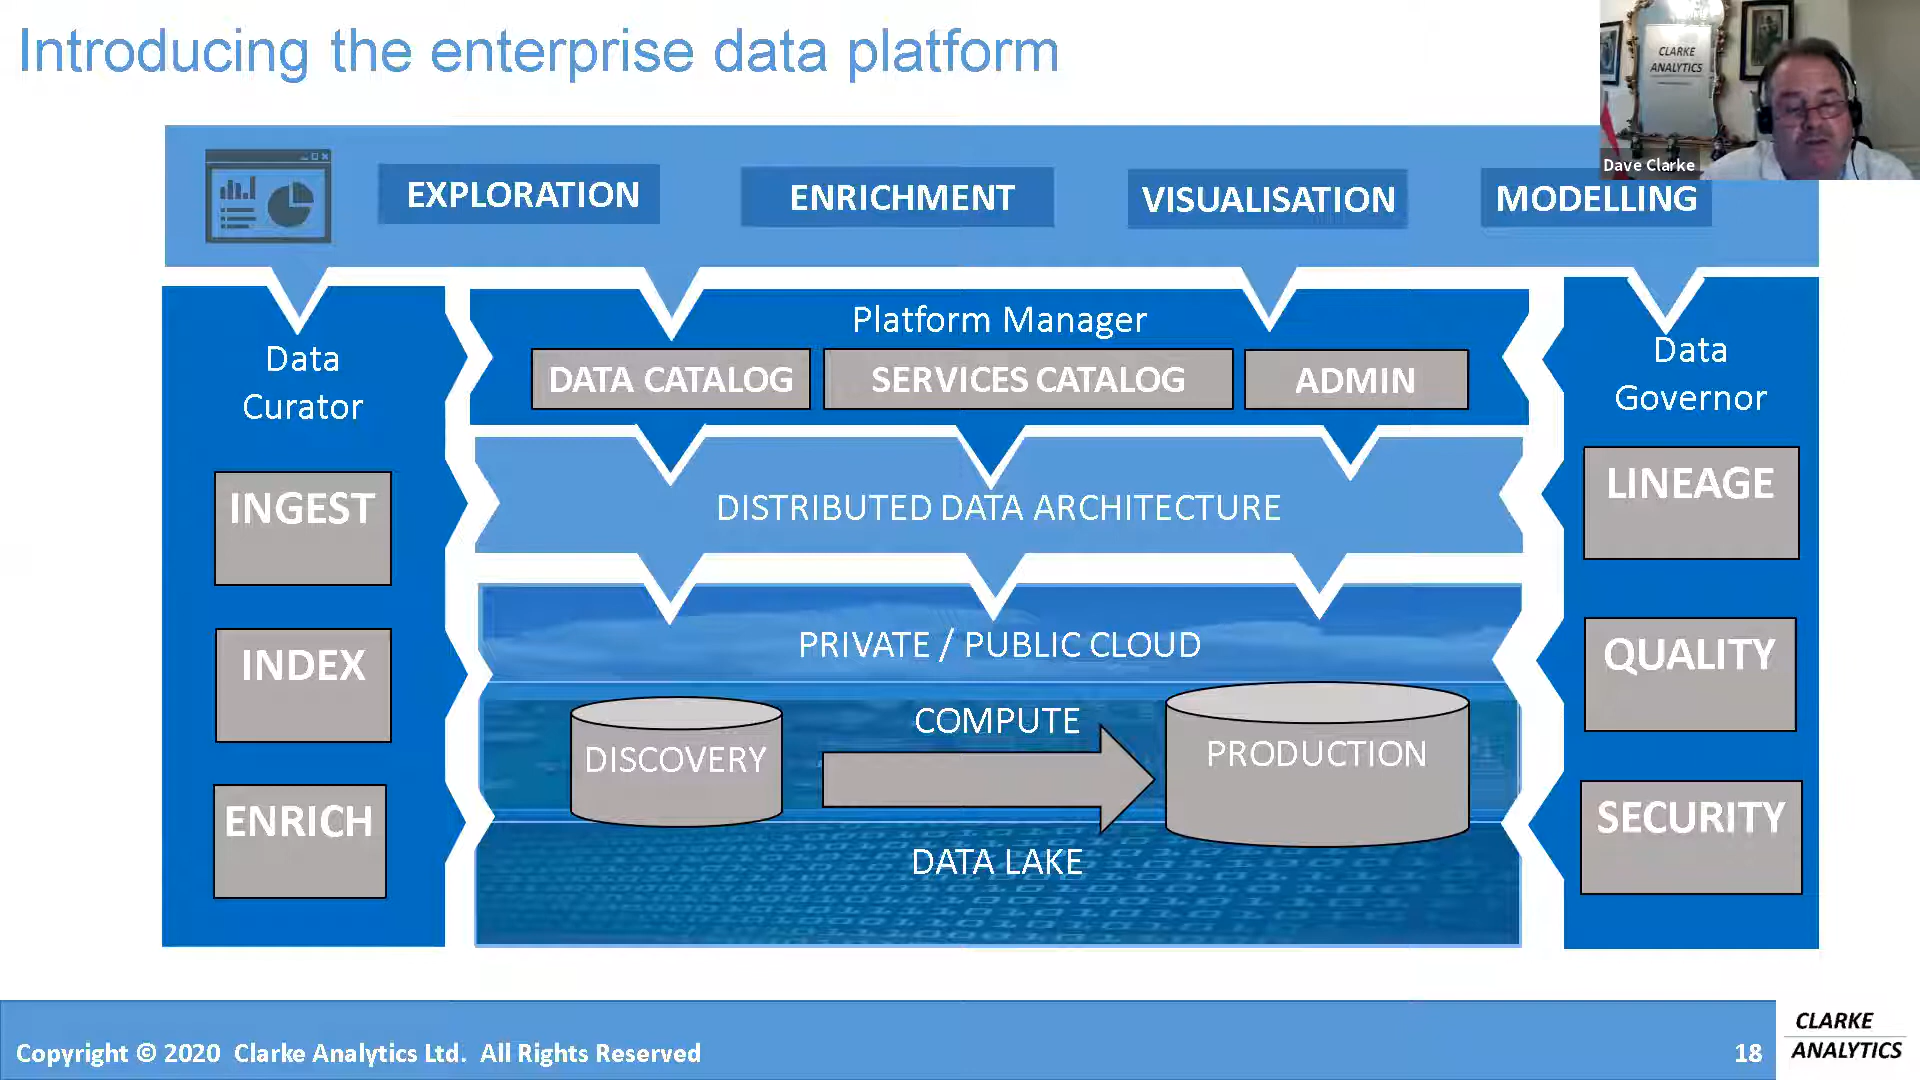 Introducing the enterprise data platform
CLARKE
ANALYTICS
Dave Clarke
EXPLORATION
ENRICHMENT
VISUALISATION
MODELLING
Platform Manager
DATA CATALOG
SERVICES CATALOG
ADMIN
Data
Curator
INGEST
INDEX
ENRICH
DISTRIBUTED DATA ARCHITECTURE
PRIVATE / PUBLIC CLOUD
COMPUTE
DISCOVERY
PRODUCTION
DATA LAKE
Data
Governor
LINEAGE
QUALITY
SECURITY
Copyright © 2020 Clarke Analytics Ltd. All Rights Reserved
18
CLARKE
ANALYTICS